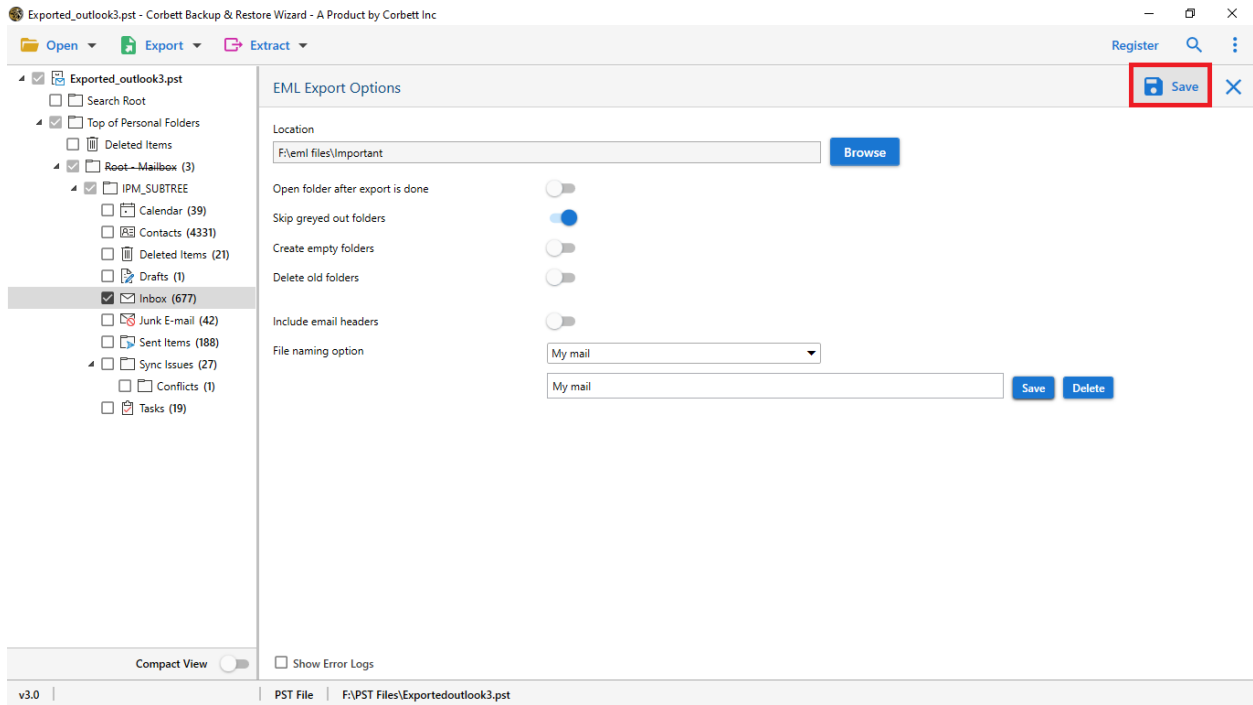 Exported_outlook3.pst - Corbett Backup & Restore Wizard - A Product by Corbett Inc
Open Export Extract Register
Exported_outlook3.pst
Search Root
Top of Personal Folders
Deleted Items
Root - Mailbox (3)
IPM_SUBTREE
Calendar (39)
Contacts (4331)
Deleted Items (21)
Drafts (1)
Inbox (677)
Junk E-mail (42)
Sent Items (188)
Sync Issues (27)
Conflicts (1)
Tasks (19)
Compact View
EML Export Options
Save
Location
F:\eml files\Important
Browse
Open folder after export is done
Skip greyed out folders
Create empty folders
Delete old folders
Include email headers
File naming option
My mail
My mail
Save Delete
Show Error Logs
v3.0 PST File F:\PST Files\Exportedoutlook3.pst